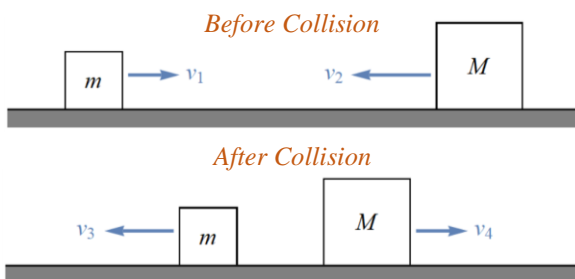 Before Collision
m v₁ v₂ M
After Collision
v₃ m M v₄